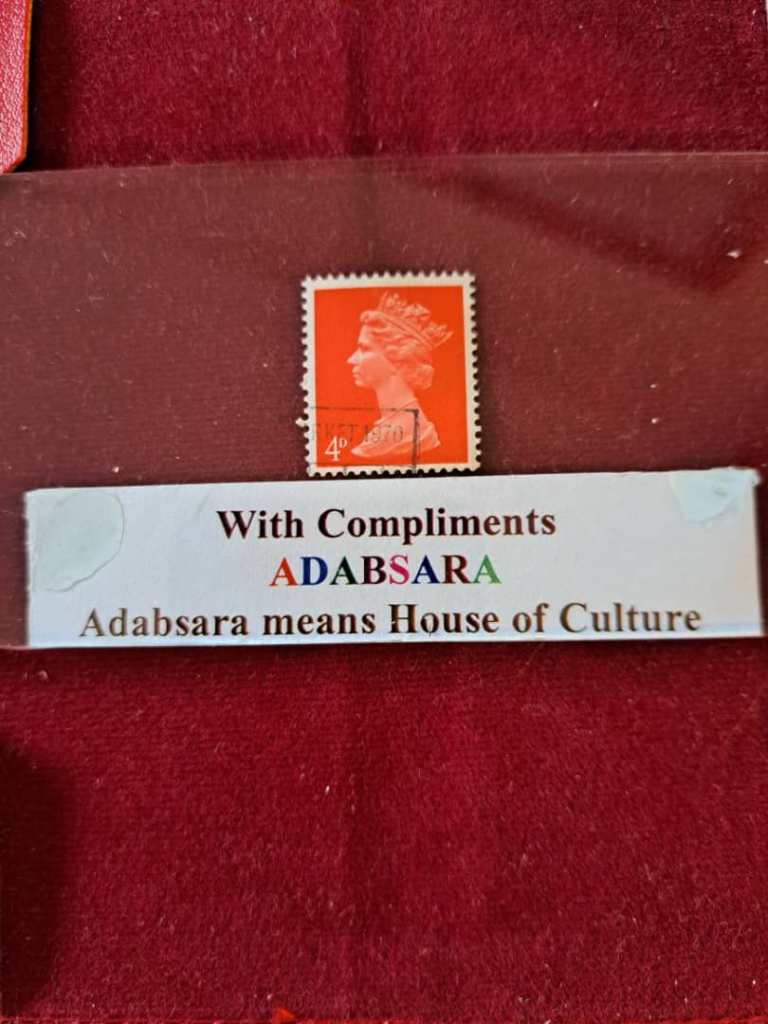 1970
4D
With Compliments
ADABSARA
Adabsara means House of Culture